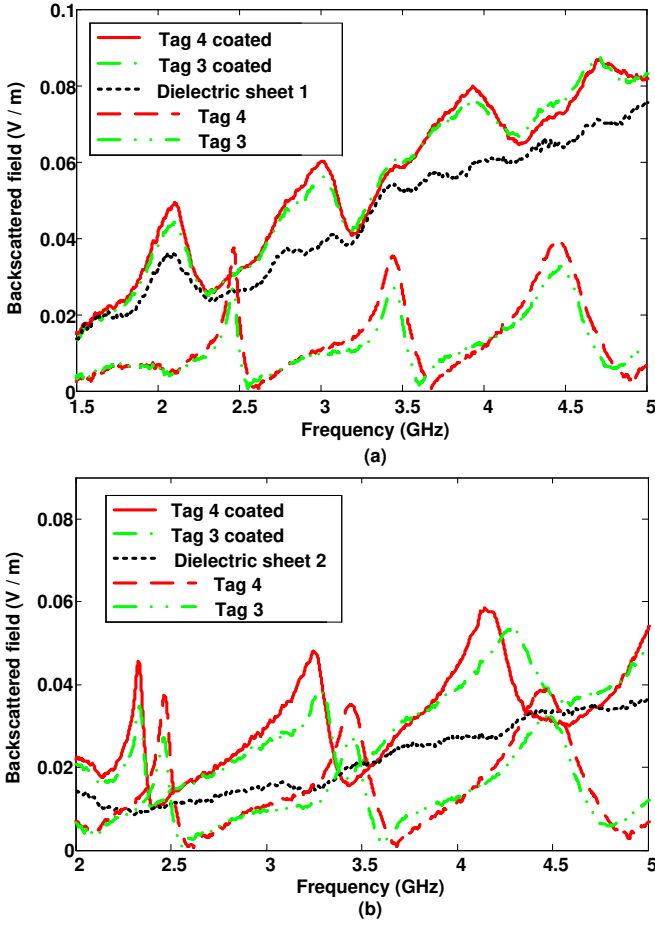 0.1
0.08
0.06
0.04
0.02
0
Backscattered field (V / m)
Tag 4 coated
Tag 3 coated
Dielectric sheet 1
Tag 4
Tag 3
1.5 2 2.5 3 3.5 4 4.5 5
Frequency (GHz)
(a)
0.08
0.06
0.04
0.02
0
Backscattered field (V / m)
Tag 4 coated
Tag 3 coated
Dielectric sheet 2
Tag 4
Tag 3
2 2.5 3 3.5 4 4.5 5
Frequency (GHz)
(b)